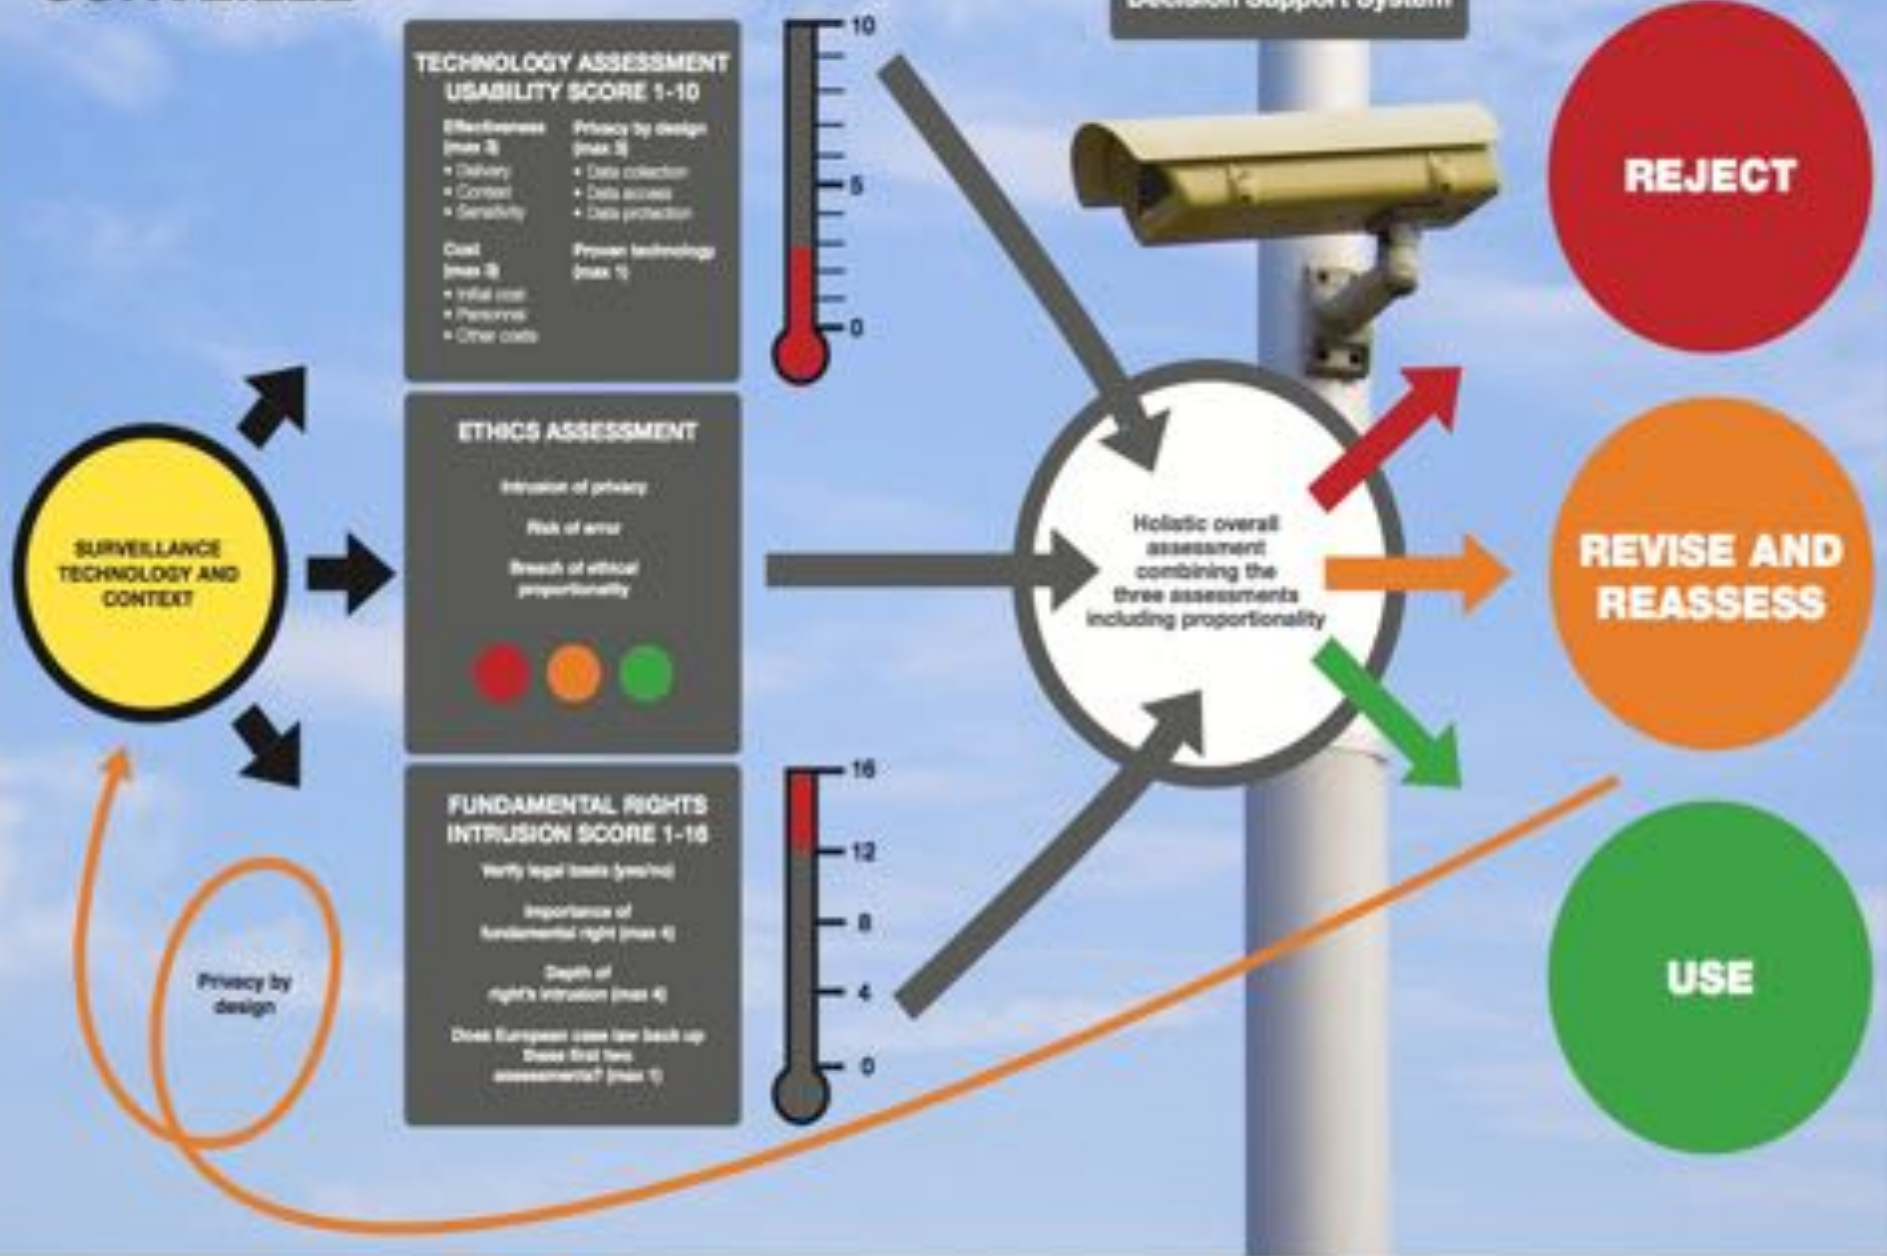 Decision Support System
TECHNOLOGY ASSESSMENT
USABILITY SCORE 1-10
Effectiveness
(max 3)
• Delivery
• Context
• Sensitivity
Privacy by design
(max 3)
• Data collection
• Data access
• Data protection
Cost
(max 3)
• Initial cost
• Personnel
• Other costs
Proven technology
(max 1)
10
5
0
ETHICS ASSESSMENT
Intrusion of privacy
Risk of error
Breach of ethical
proportionality
SURVEILLANCE
TECHNOLOGY AND
CONTEXT
FUNDAMENTAL RIGHTS
INTRUSION SCORE 1-16
Verify legal basis (yes/no)
Importance of
fundamental right (max 4)
Depth of
right's intrusion (max 4)
Does European case law back up
these first two
assessments? (max 1)
16
12
8
4
0
Privacy by
design
Holistic overall
assessment
combining the
three assessments
including proportionality
REJECT
REVISE AND
REASSESS
USE